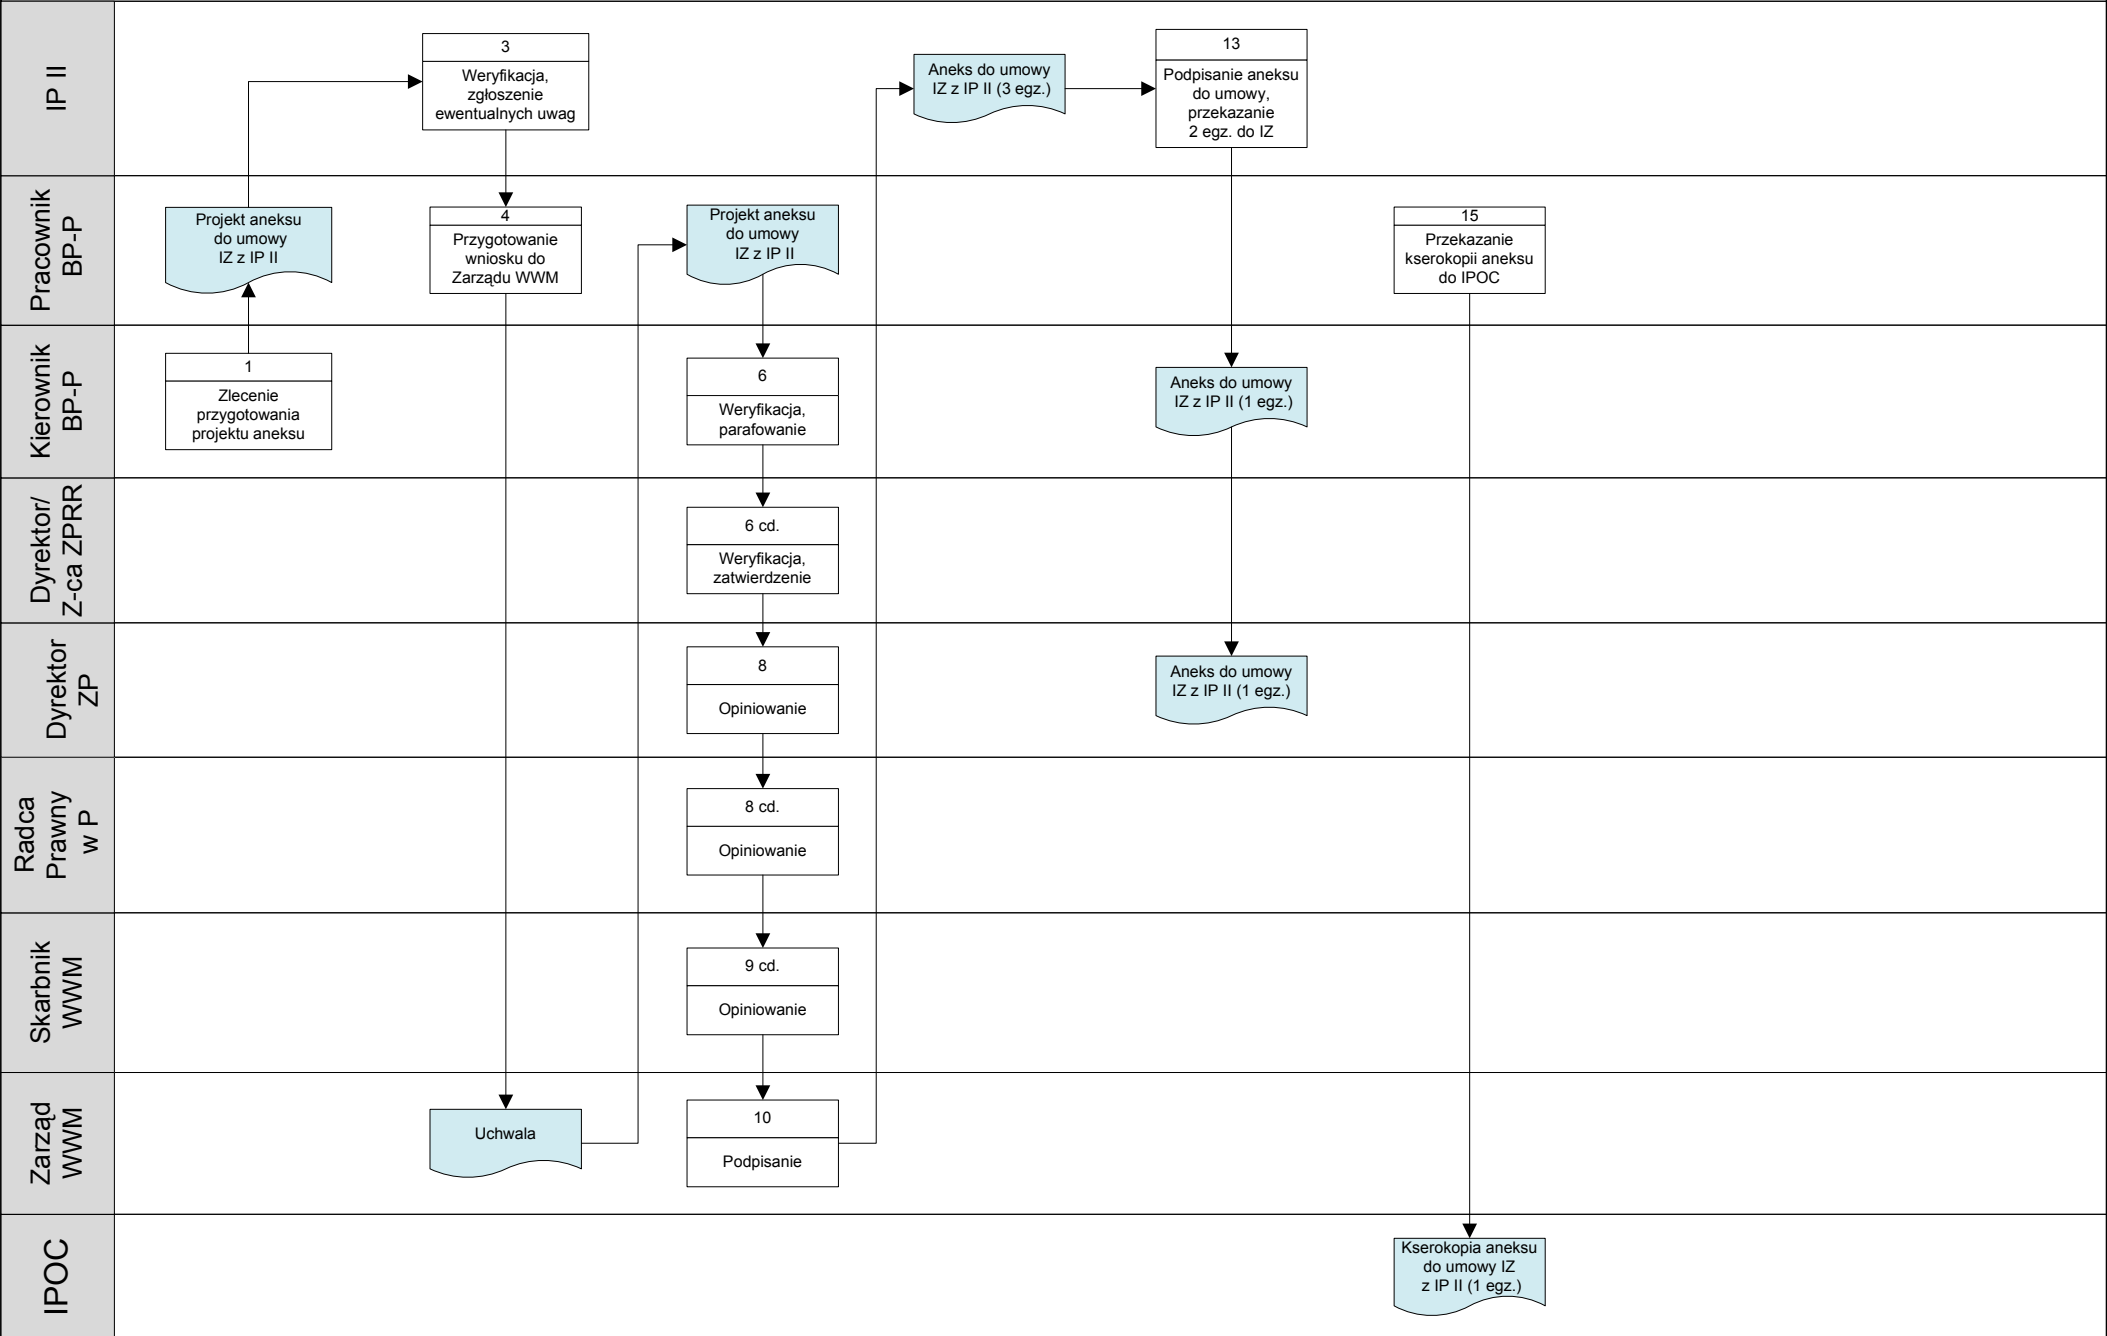 IP II
3
Weryfikacja,
zgłoszenie
ewentualnych uwag
Aneks do umowy
IZ z IP II (3 egz.)
13
Podpisanie aneksu
do umowy,
przekazanie
2 egz. do IZ
Pracownik
BP-P
Projekt aneksu
do umowy
IZ z IP II
4
Przygotowanie
wniosku do
Zarządu WWM
Projekt aneksu
do umowy
IZ z IP II
15
Przekazanie
kserokopii aneksu
do IPOC
Kierownik
BP-P
1
Zlecenie
przygotowania
projektu aneksu
6
Weryfikacja,
parafowanie
Aneks do umowy
IZ z IP II (1 egz.)
Dyrektor/
Z-ca ZPRR
6 cd.
Weryfikacja,
zatwierdzenie
Dyrektor
ZP
8
Opiniowanie
Aneks do umowy
IZ z IP II (1 egz.)
Radca
Prawny
w P
8 cd.
Opiniowanie
Skarbnik
WWM
9 cd.
Opiniowanie
Zarząd
WWM
Uchwala
10
Podpisanie
IPOC
Kserokopia aneksu
do umowy IZ
z IP II (1 egz.)